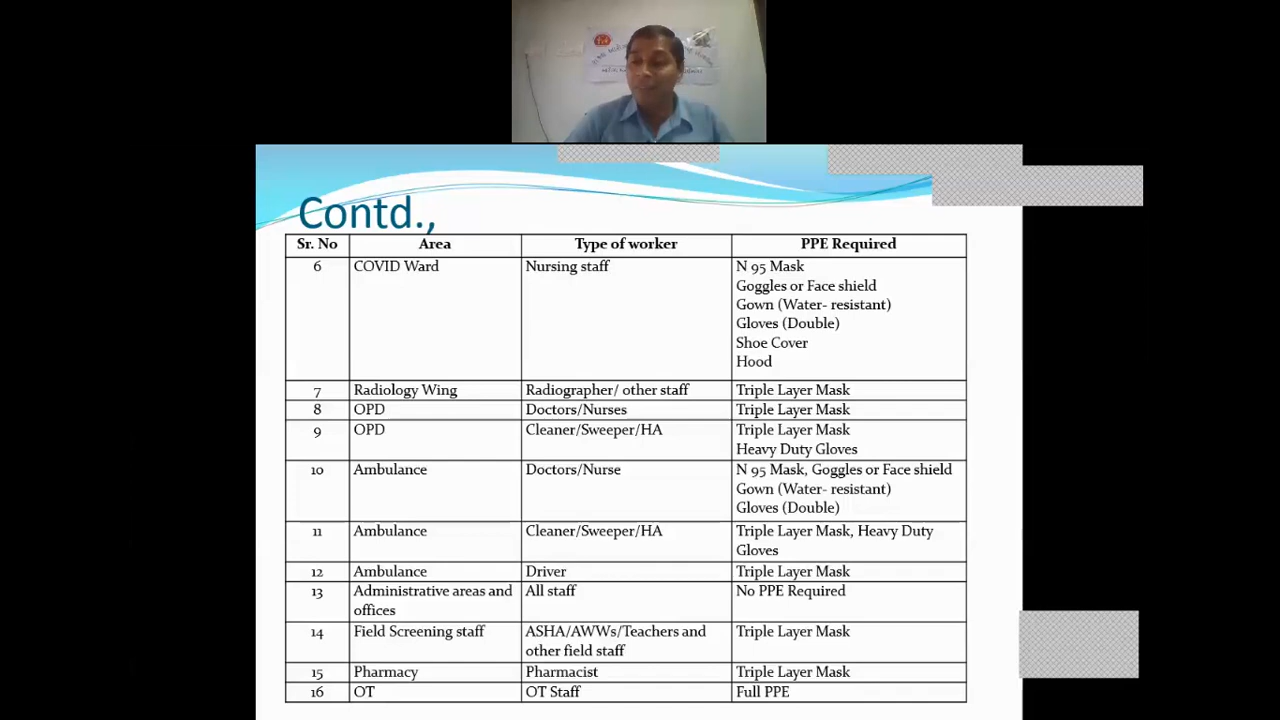 Contd.,
Sr. No Area Type of worker PPE Required
6 COVID Ward Nursing staff N 95 Mask
Goggles or Face shield
Gown (Water- resistant)
Gloves (Double)
Shoe Cover
Hood
7 Radiology Wing Radiographer/ other staff Triple Layer Mask
8 OPD Doctors/Nurses Triple Layer Mask
9 OPD Cleaner/Sweeper/HA Triple Layer Mask
Heavy Duty Gloves
10 Ambulance Doctors/Nurse N 95 Mask, Goggles or Face shield
Gown (Water- resistant)
Gloves (Double)
11 Ambulance Cleaner/Sweeper/HA Triple Layer Mask, Heavy Duty
Gloves
12 Ambulance Driver Triple Layer Mask
13 Administrative areas and All staff No PPE Required
offices
14 Field Screening staff ASHA/AWWs/Teachers and Triple Layer Mask
other field staff
15 Pharmacy Pharmacist Triple Layer Mask
16 OT OT Staff Full PPE